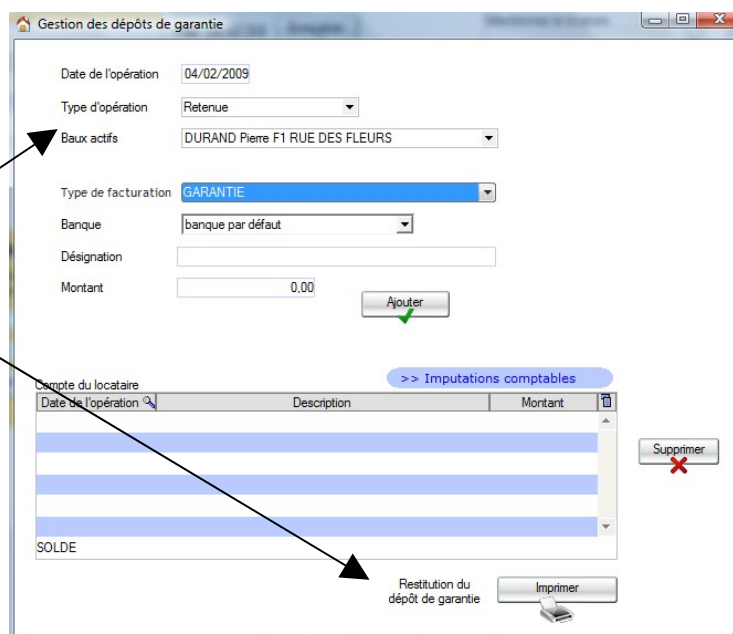 Gestion des dépôts de garantie
Date de l'opération 04/02/2009
Type d'opération Retenue
Baux actifs DURAND Pierre F1 RUE DES FLEURS
Type de facturation GARANTIE
Banque banque par défaut
Désignation
Montant 0,00
Ajouter
>> Imputations comptables
Compte du locataire
Date de l'opération Description Montant
Supprimer
SOLDE
Restitution du
dépôt de garantie
Imprimer